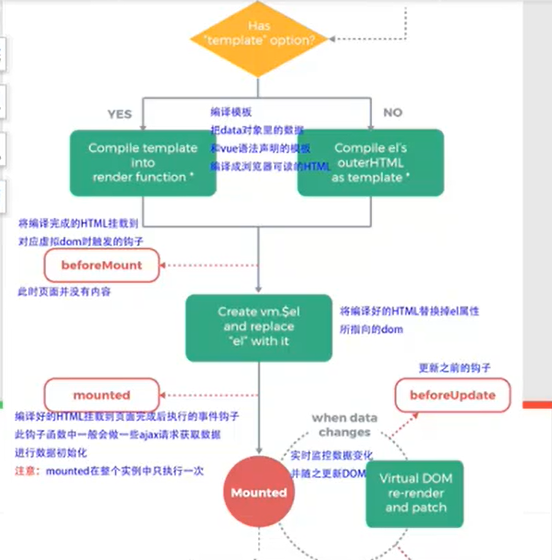 Has
“template” option?
YES
NO
编译模板
把data对象里的数据
和vue语法声明的模板
编译成浏览器可读的HTML
Compile template
into
render function *
Compile el's
outerHTML
as template *
将编译完成的HTML挂载到
对应虚拟dom时触发的钩子
beforeMount
此时页面并没有内容
Create vm.$el
and replace
“el” with it
将编译好的HTML替换掉el属性
所指向的dom
mounted
编译好的HTML挂载到页面完成后执行的事件钩子
此钩子函数中一般会做一些ajax请求获取数据
进行数据初始化
注意：mounted在整个实例中只执行一次
更新之前的钩子
beforeUpdate
when data
changes
实时监控数据变化
并随之更新DOM
Mounted
Virtual DOM
re-render
and patch